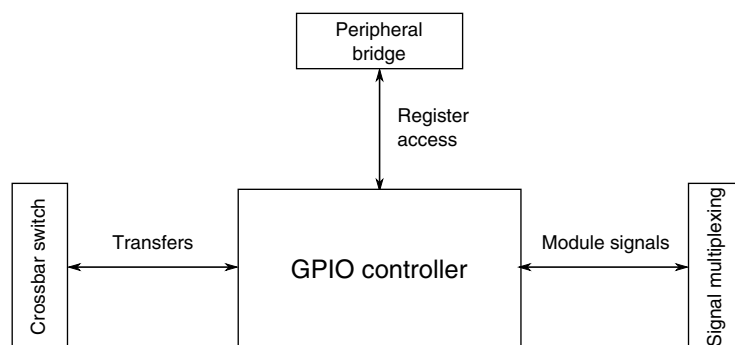 Peripheral
bridge
Register
access
Crossbar switch
Transfers
GPIO controller
Module signals
Signal multiplexing